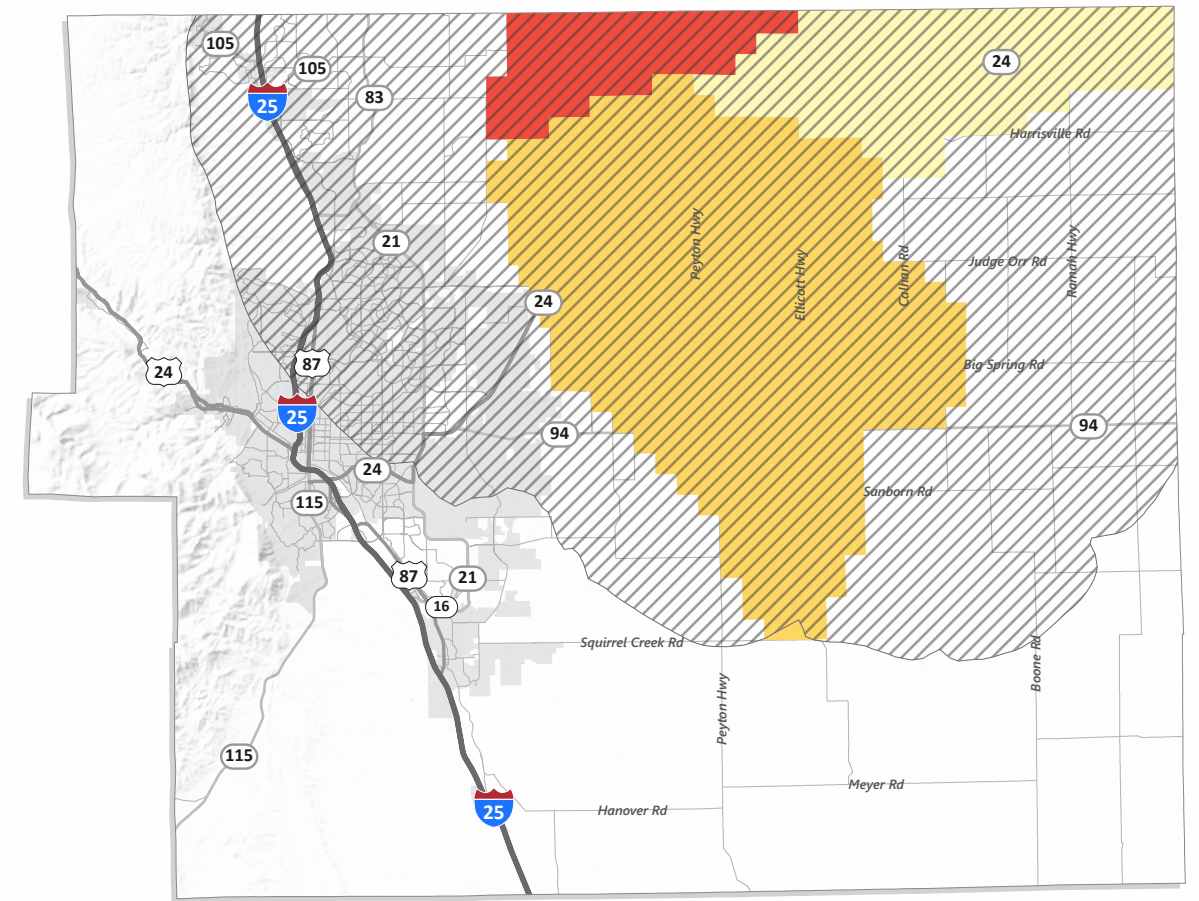 105
105
24
25
83
Harrisville Rd
21
Peyton Hwy
Ellicott Hwy
Calhan Rd
Judge Orr Rd
Ramah Hwy
24
87
24
Big Spring Rd
25
94
94
24
Sanborn Rd
115
87
21
16
Squirrel Creek Rd
Boone Rd
Peyton Hwy
115
Meyer Rd
25
Hanover Rd